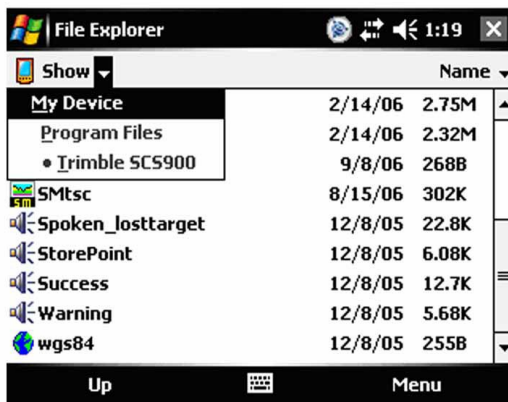 File Explorer 1:19
Show Name
My Device 2/14/06 2.75M
Program Files 2/14/06 2.32M
• Trimble SCS900 9/8/06 268B
SMtsc 8/15/06 302K
Spoken_losttarget 12/8/05 22.8K
StorePoint 12/8/05 6.08K
Success 12/8/05 12.7K
Warning 12/8/05 5.68K
wgs84 12/8/05 255B
Up Menu